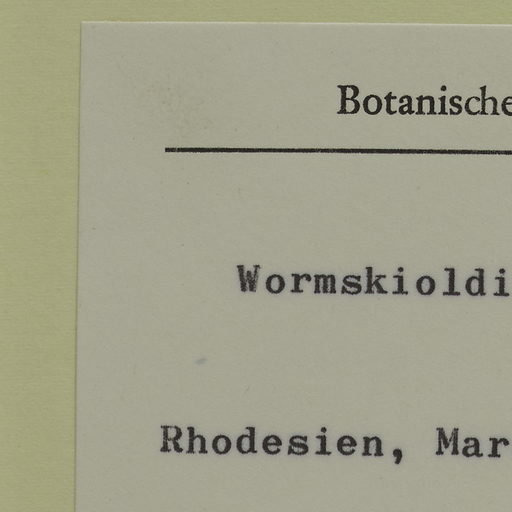 Botanische
Wormskioldi
Rhodesien, Mar